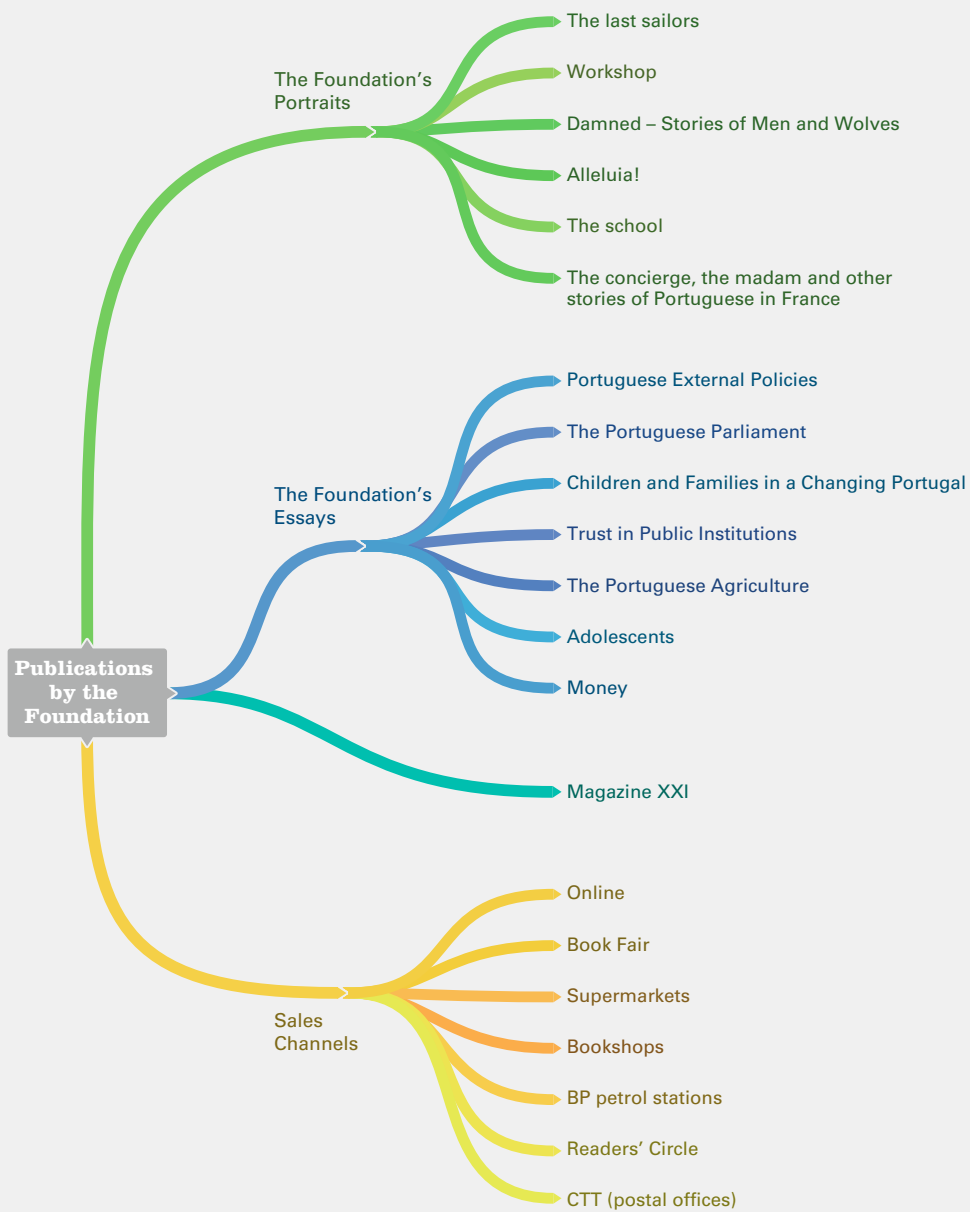 Publications
by the
Foundation
The Foundation’s
Portraits
The last sailors
Workshop
Damned – Stories of Men and Wolves
Alleluia!
The school
The concierge, the madam and other
stories of Portuguese in France
The Foundation’s
Essays
Portuguese External Policies
The Portuguese Parliament
Children and Families in a Changing Portugal
Trust in Public Institutions
The Portuguese Agriculture
Adolescents
Money
Magazine XXI
Sales
Channels
Online
Book Fair
Supermarkets
Bookshops
BP petrol stations
Readers’ Circle
CTT (postal offices)